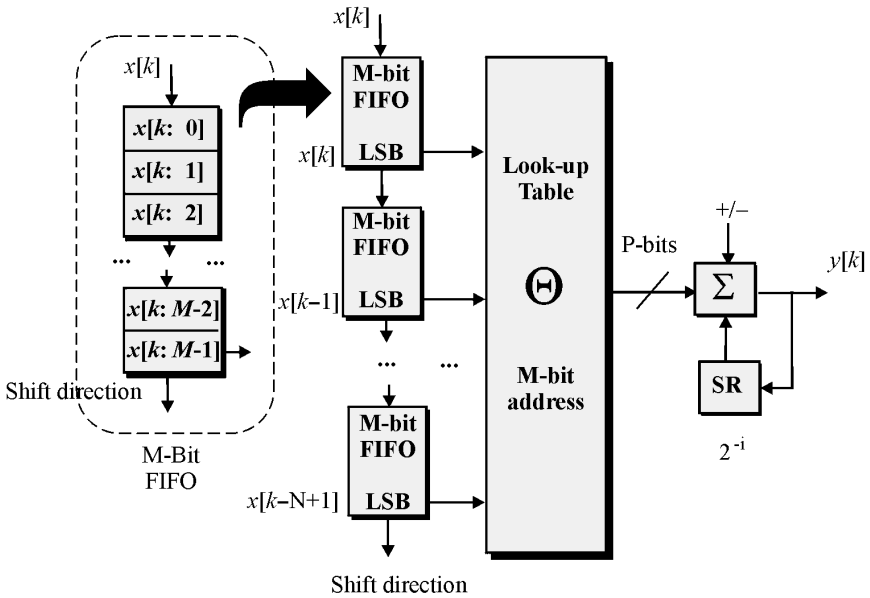 x[k]
x[k: 0]
x[k: 1]
x[k: 2]
... ...
x[k: M-2]
x[k: M-1]
Shift direction
M-Bit
FIFO
x[k]
M-bit
FIFO
LSB
x[k]
M-bit
FIFO
LSB
x[k–1]
... ...
M-bit
FIFO
LSB
x[k–N+1]
Shift direction
Look-up
Table
Θ
M-bit
address
P-bits
+/–
Σ
y[k]
SR
2-i